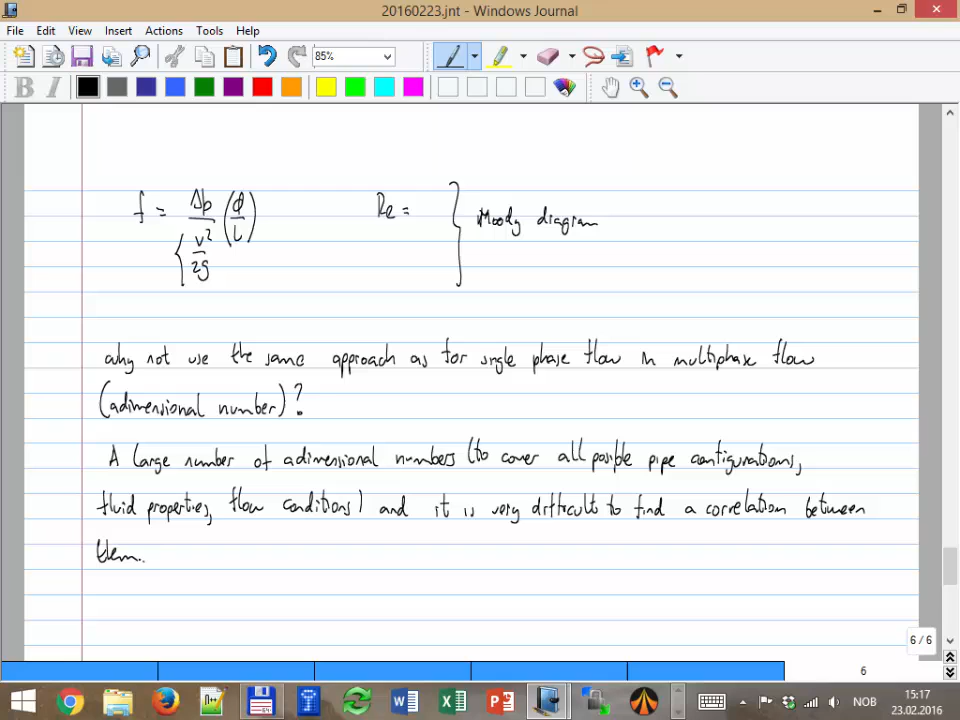 20160223.jnt - Windows Journal
File Edit View Insert Actions Tools Help
85%
B I
f = Δp / (v² / 2g) (ϕ / L) Re = } Moody diagram
why not use the same approach as for single phase flow in multiphase flow
(adimensional number)?
A large number of adimensional numbers (to cover all posible pipe configurations,
fluid properties, flow conditions) and it is very difficult to find a correlation between
them..
6 / 6
6
NOB
15:17
23.02.2016